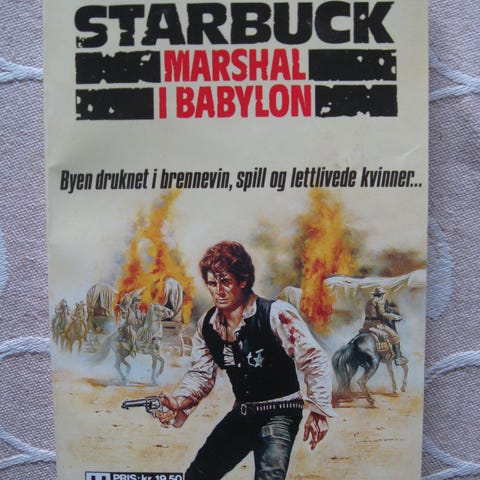 STARBUCK
MARSHAL
I BABYLON
Byen druknet i brennevin, spill og lettlivede kvinner...
PRIS: kr. 19.50